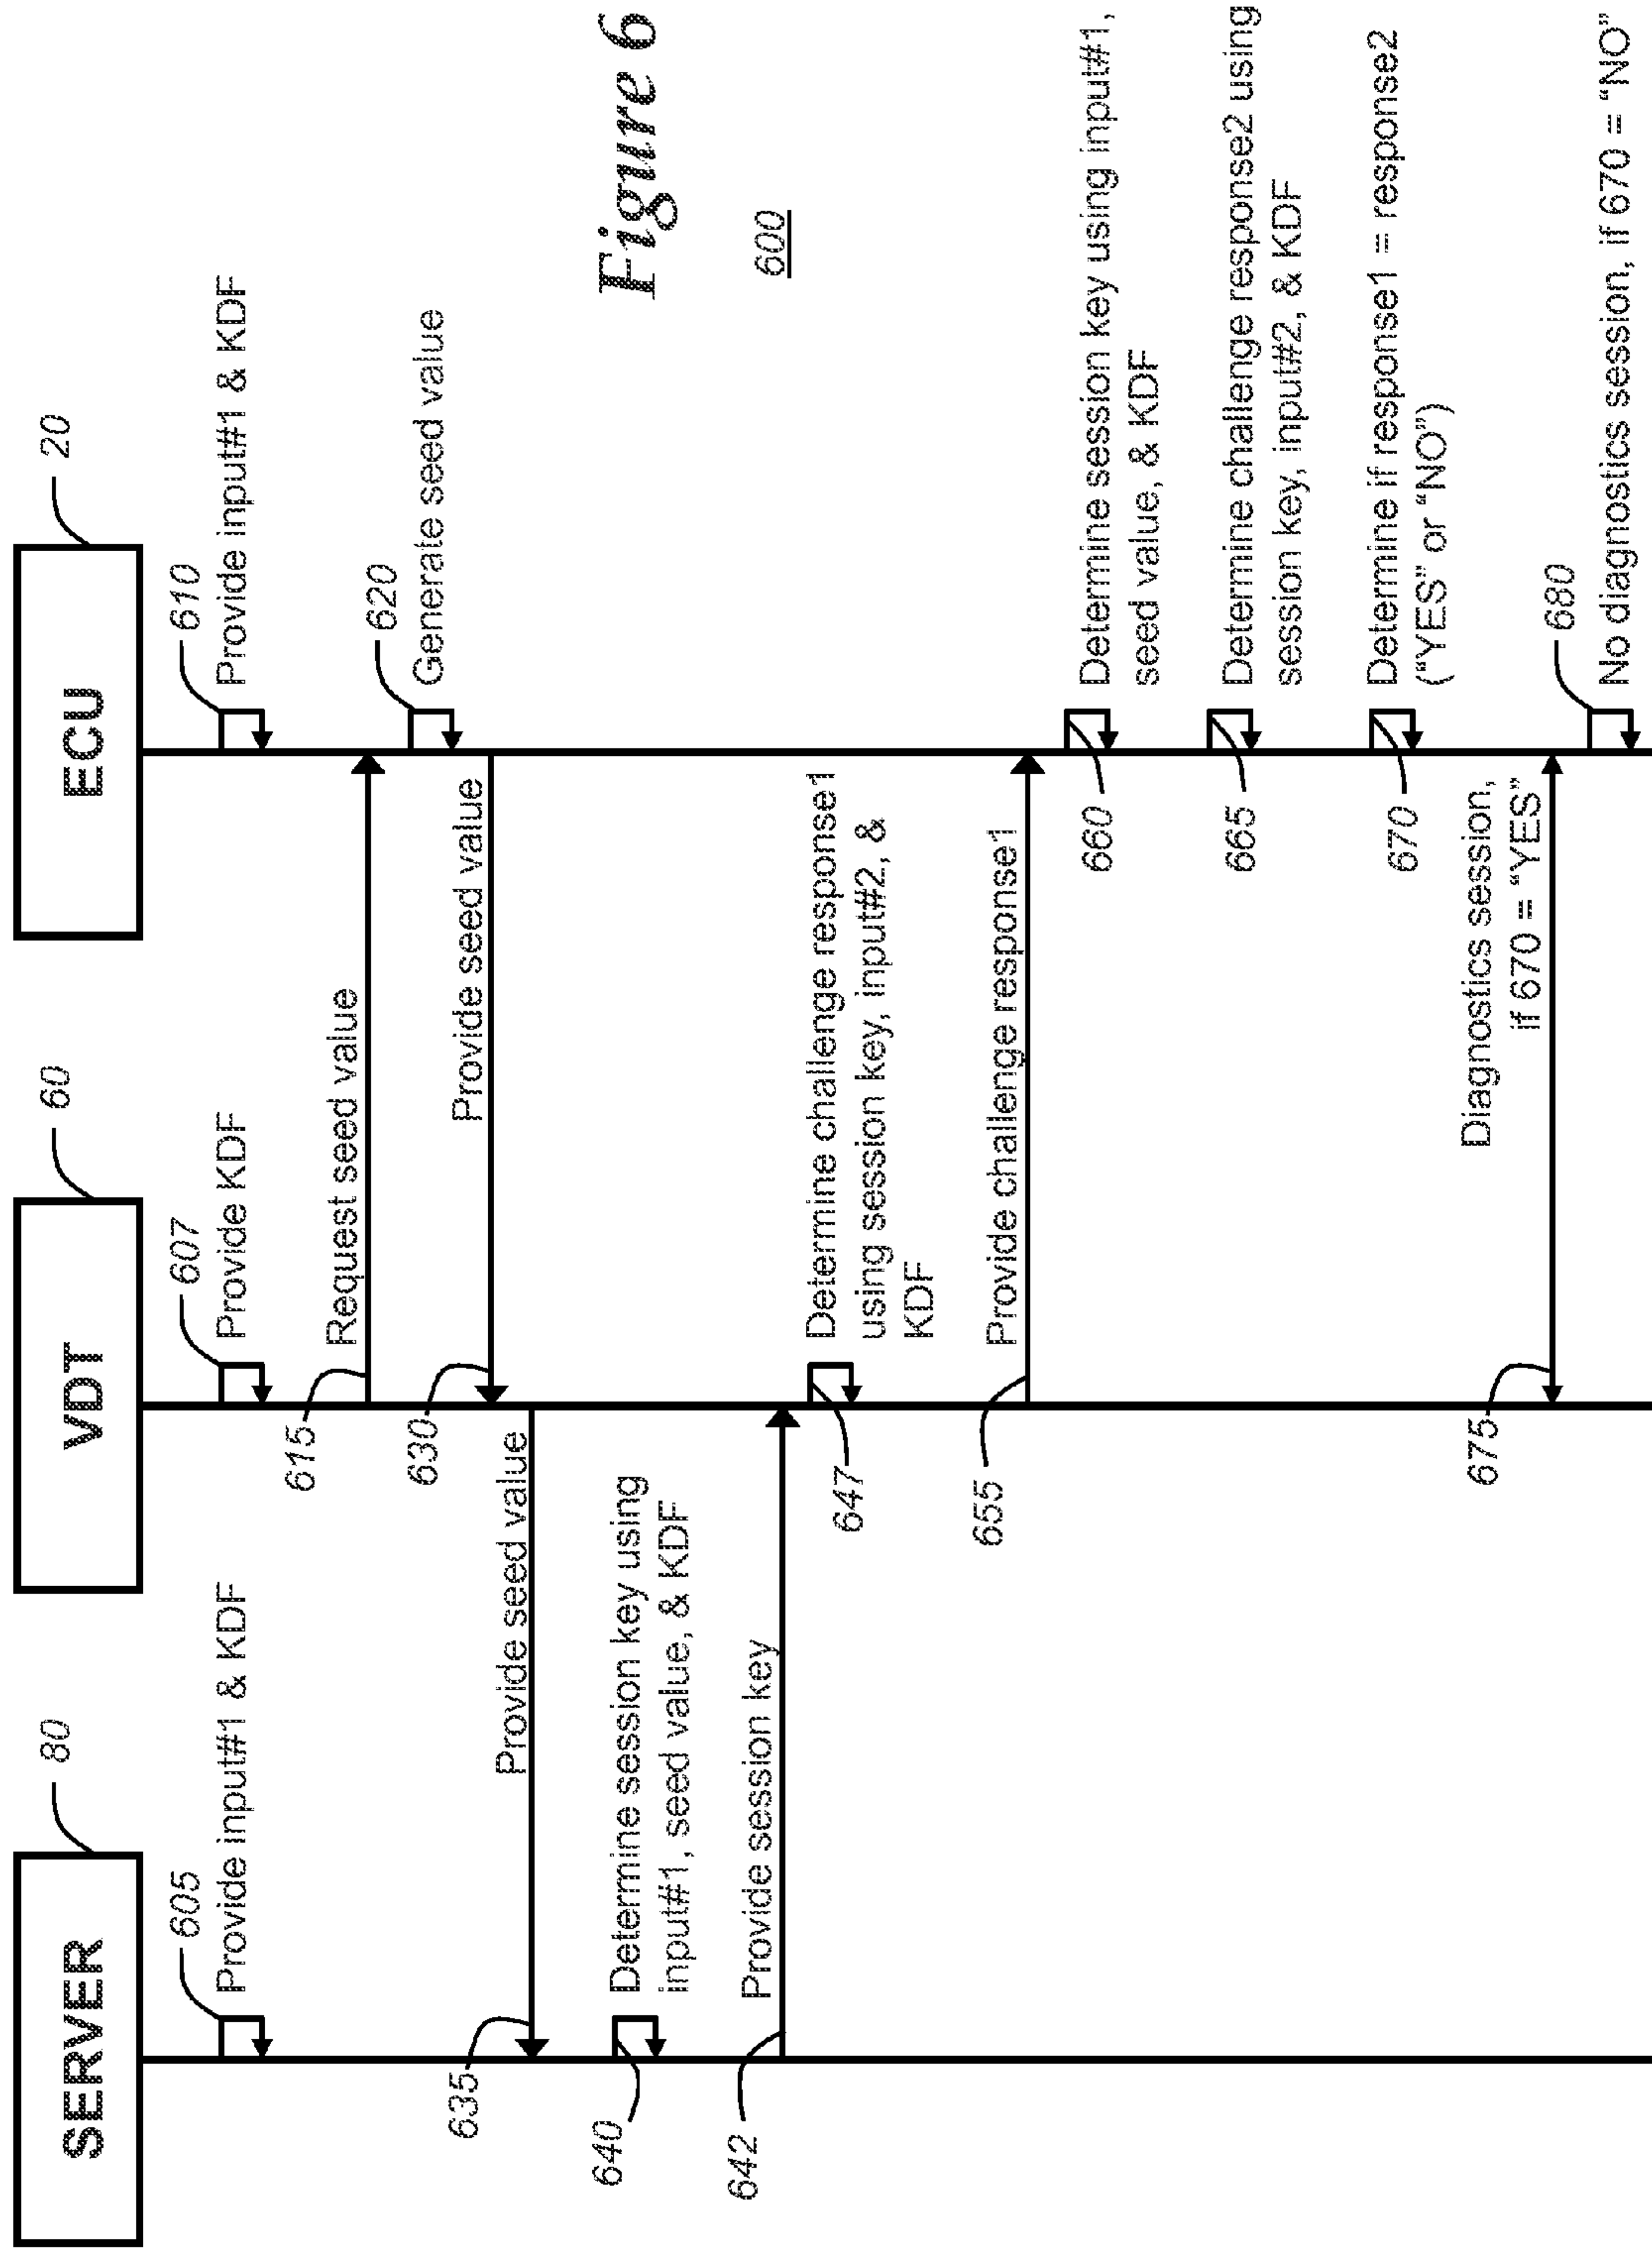 SERVER
80
VDT
60
ECU
20
605
Provide input#1 & KDF
607
Provide KDF
610
Provide input#1 & KDF
615
Request seed value
620
Generate seed value
630
Provide seed value
635
Provide seed value
640
Determine session key using
input#1, seed value, & KDF
642
Provide session key
647
Determine challenge response1
using session key, input#2, &
KDF
655
Provide challenge response1
660
Determine session key using input#1,
seed value, & KDF
665
Determine challenge response2 using
session key, input#2, & KDF
670
Determine if response1 = response2
("YES" or "NO")
675
Diagnostics session,
if 670 = "YES"
680
No diagnostics session, if 670 = "NO"
Figure 6
600